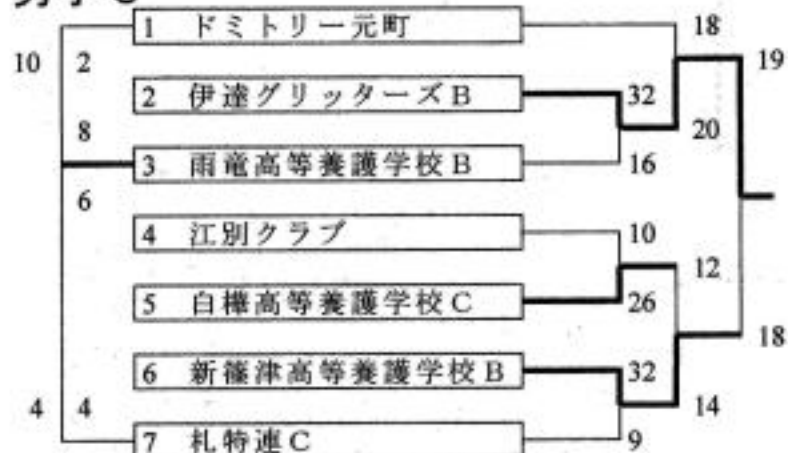 1 ドミトリー元町 18
10 2 19
2 伊達グリッターズB 32
8 20
3 雨竜高等養護学校B 16
6
4 江別クラブ 10
12
5 白樺高等養護学校C 26
18
6 新篠津高等養護学校B 32
4 4 14
7 札特連C 9